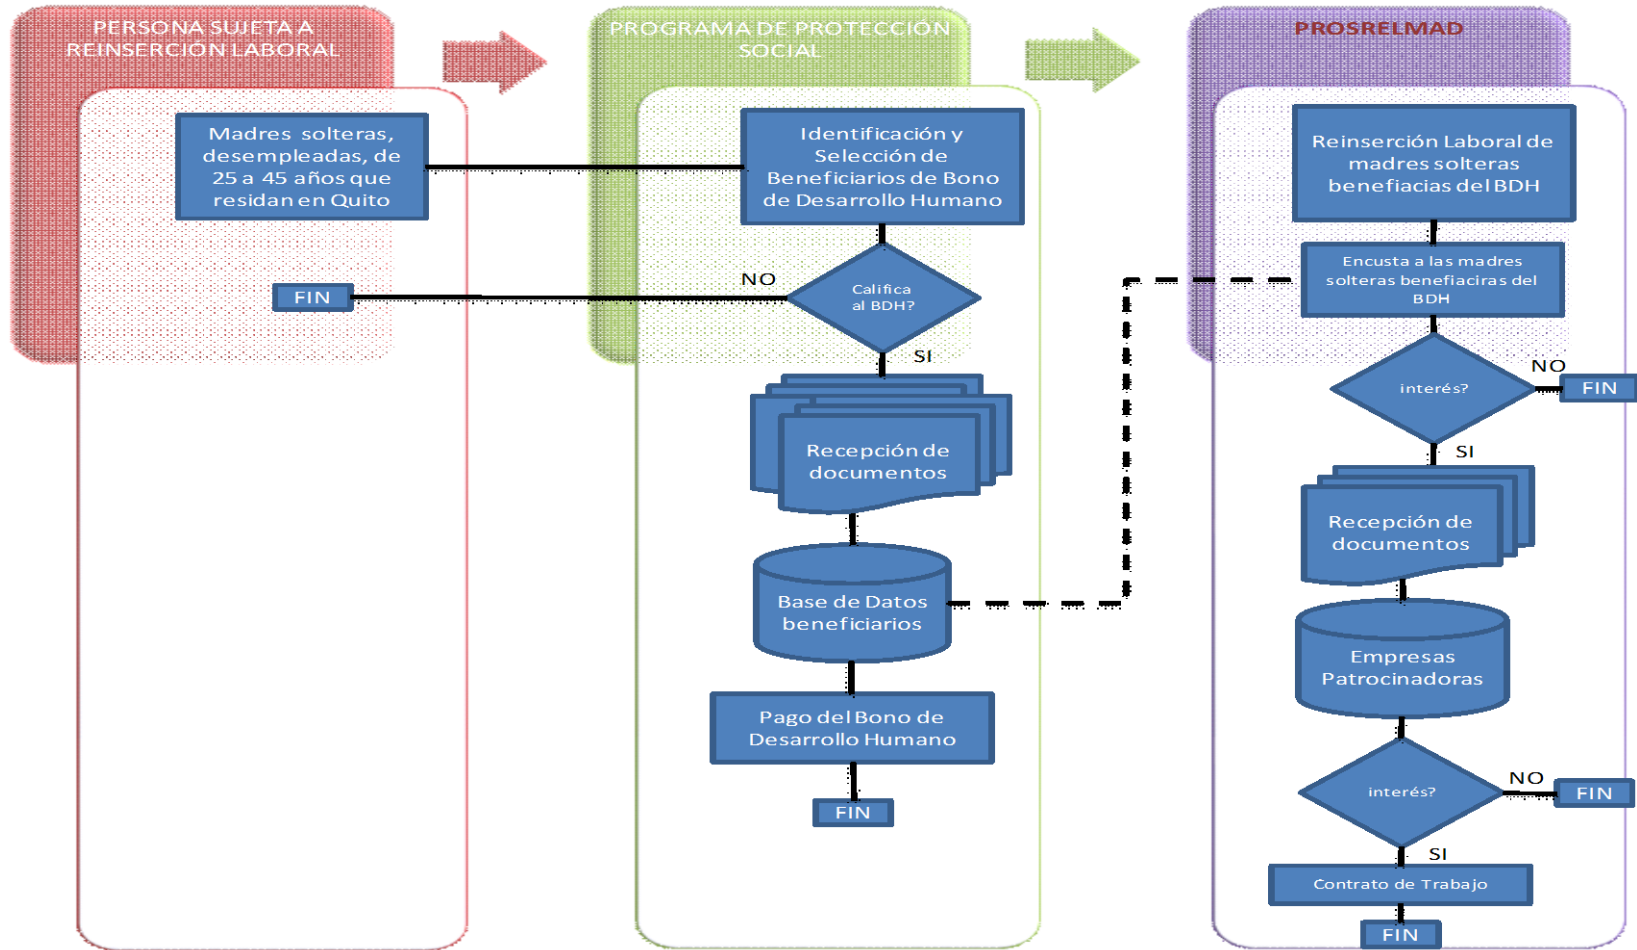 PERSONA SUJETA A
REINSERCION LABORAL
Madres solteras,
desempleadas, de
25 a 45 años que
residan en Quito
FIN
PROGRAMA DE PROTECCIÓN
SOCIAL
Identificación y
Selección de
Beneficiarios de Bono
de Desarrollo Humano
NO
Califica
al BDH?
SI
Recepción de
documentos
Base de Datos
beneficiarios
Pago del Bono de
Desarrollo Humano
FIN
PROSRELMAD
Reinserción Laboral de
madres solteras
benefiacias del BDH
Encusta a las madres
solteras benefiaciras del
BDH
interés?
NO
FIN
SI
Recepción de
documentos
Empresas
Patrocinadoras
interés?
NO
FIN
SI
Contrato de Trabajo
FIN